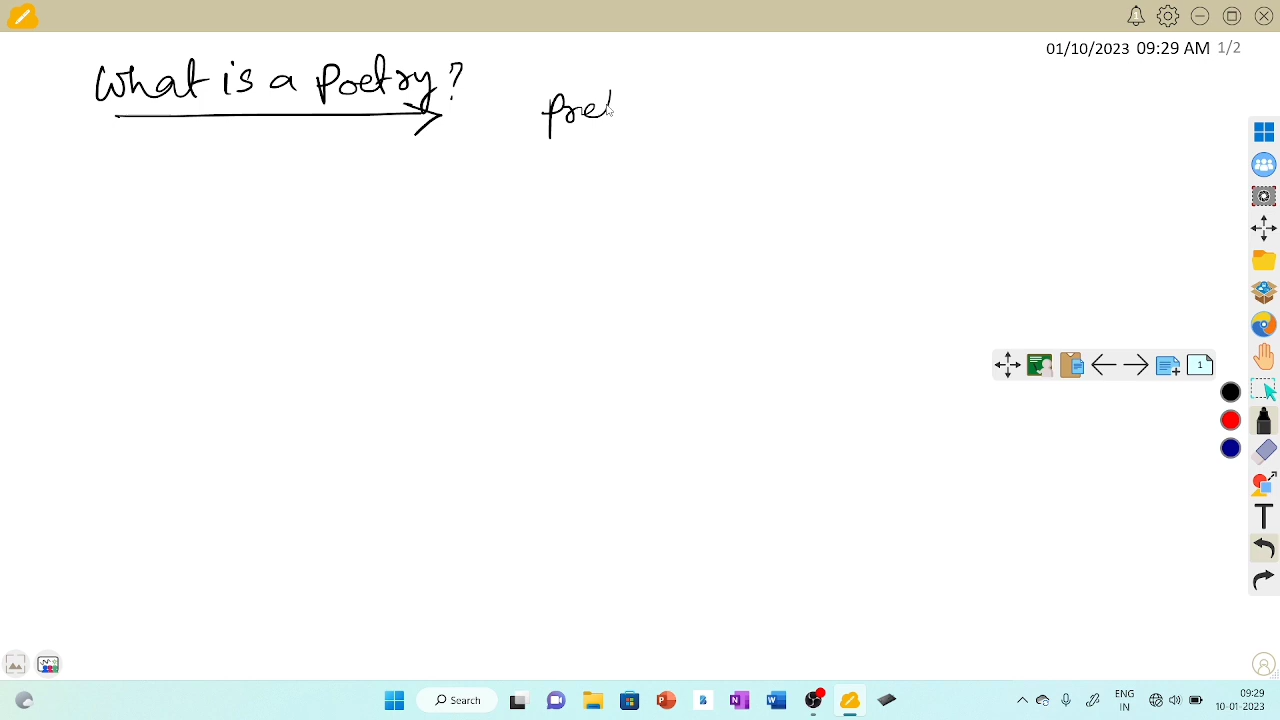 01/10/2023 09:29 AM 1/2
What is a Poetry?
pret
1
Search
ENG
IN
09:29
10-01-2023